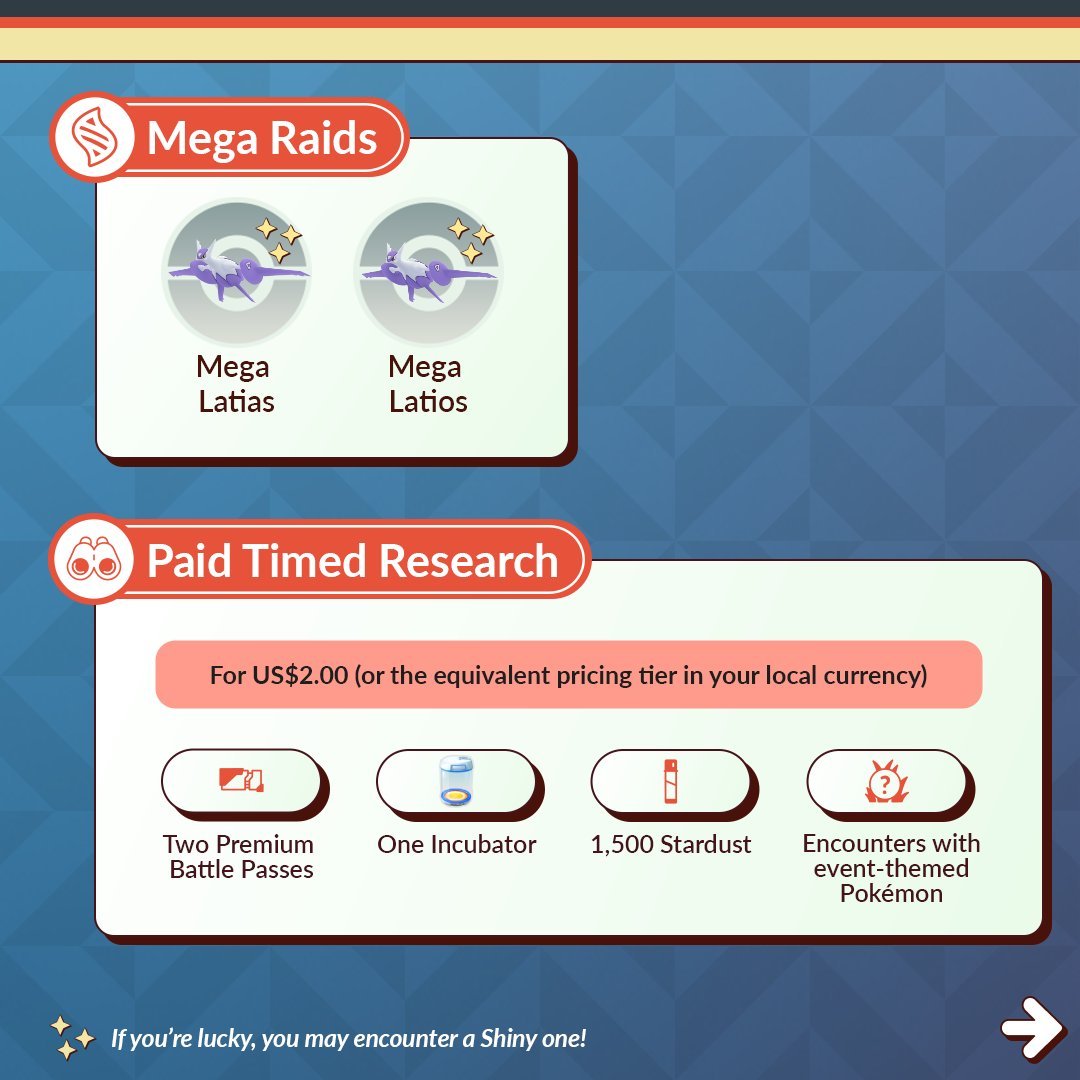 Mega Raids
Mega
Latias
Mega
Latios
Paid Timed Research
For US$2.00 (or the equivalent pricing tier in your local currency)
Two Premium
Battle Passes
One Incubator
1,500 Stardust
Encounters with
event-themed
Pokémon
If you're lucky, you may encounter a Shiny one!